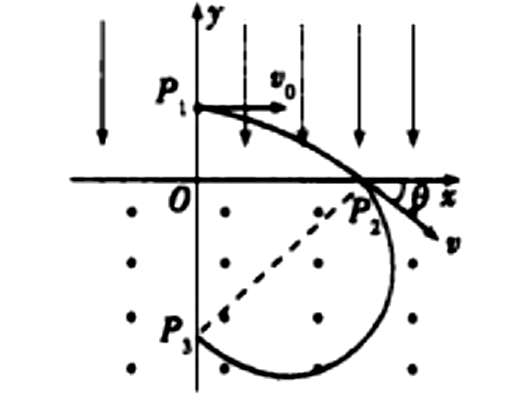 y
P₁
v₀
O
P₂
θ
x
v
P₃